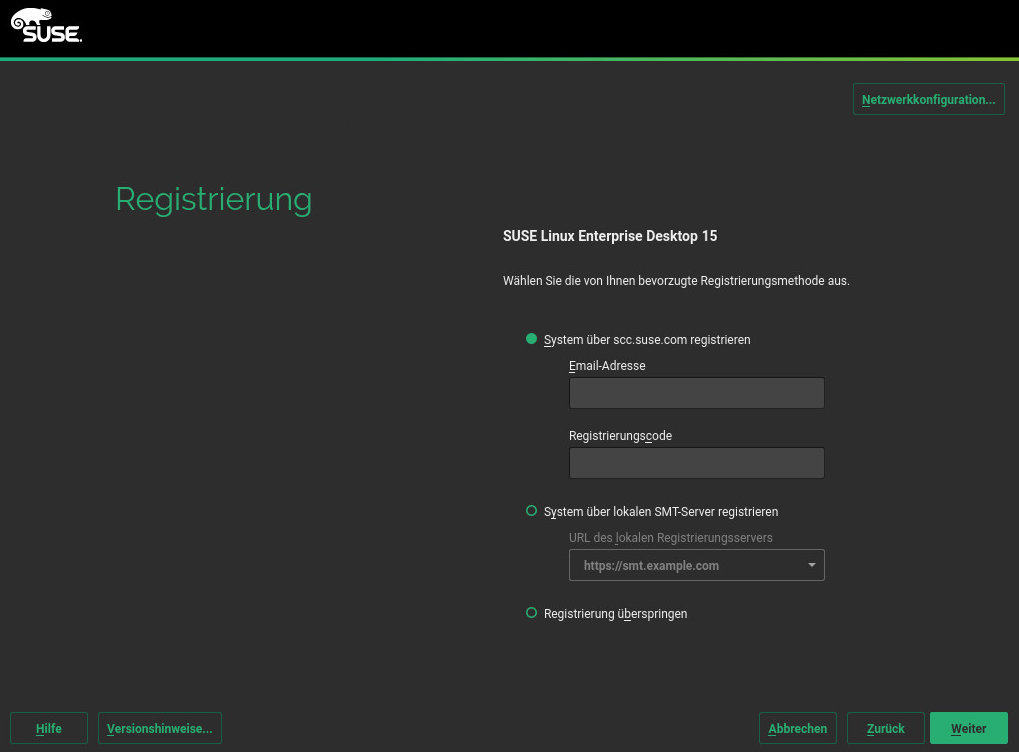 SUSE.
Netzwerkkonfiguration...
Registrierung
SUSE Linux Enterprise Desktop 15
Wählen Sie die von Ihnen bevorzugte Registrierungsmethode aus.
System über scc.suse.com registrieren
Email-Adresse
Registrierungscode
System über lokalen SMT-Server registrieren
URL des lokalen Registrierungsservers
https://smt.example.com
Registrierung überspringen
Hilfe
Versionshinweise...
Abbrechen
Zurück
Weiter